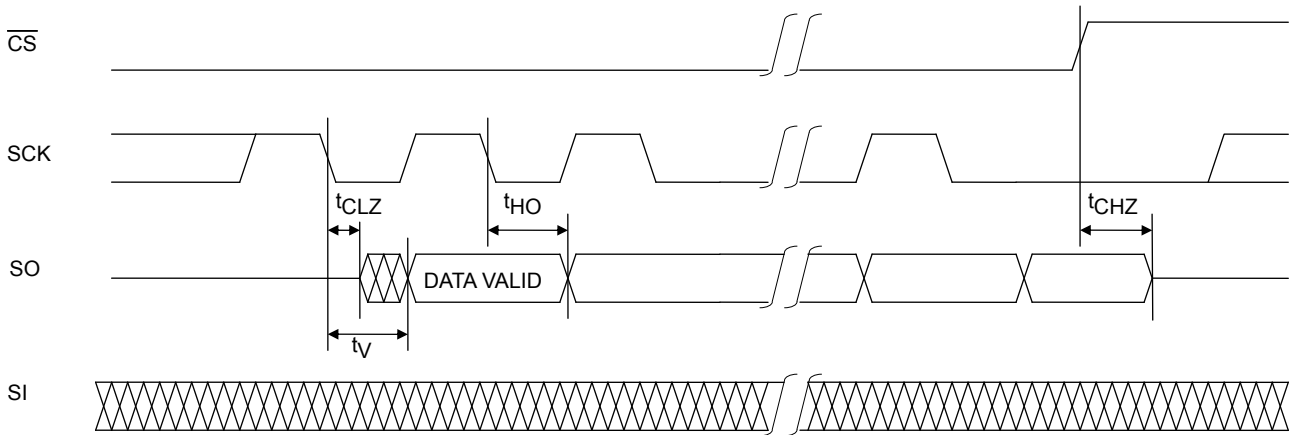 CS
SCK
tCLZ
tHO
tCHZ
SO
DATA VALID
tV
SI